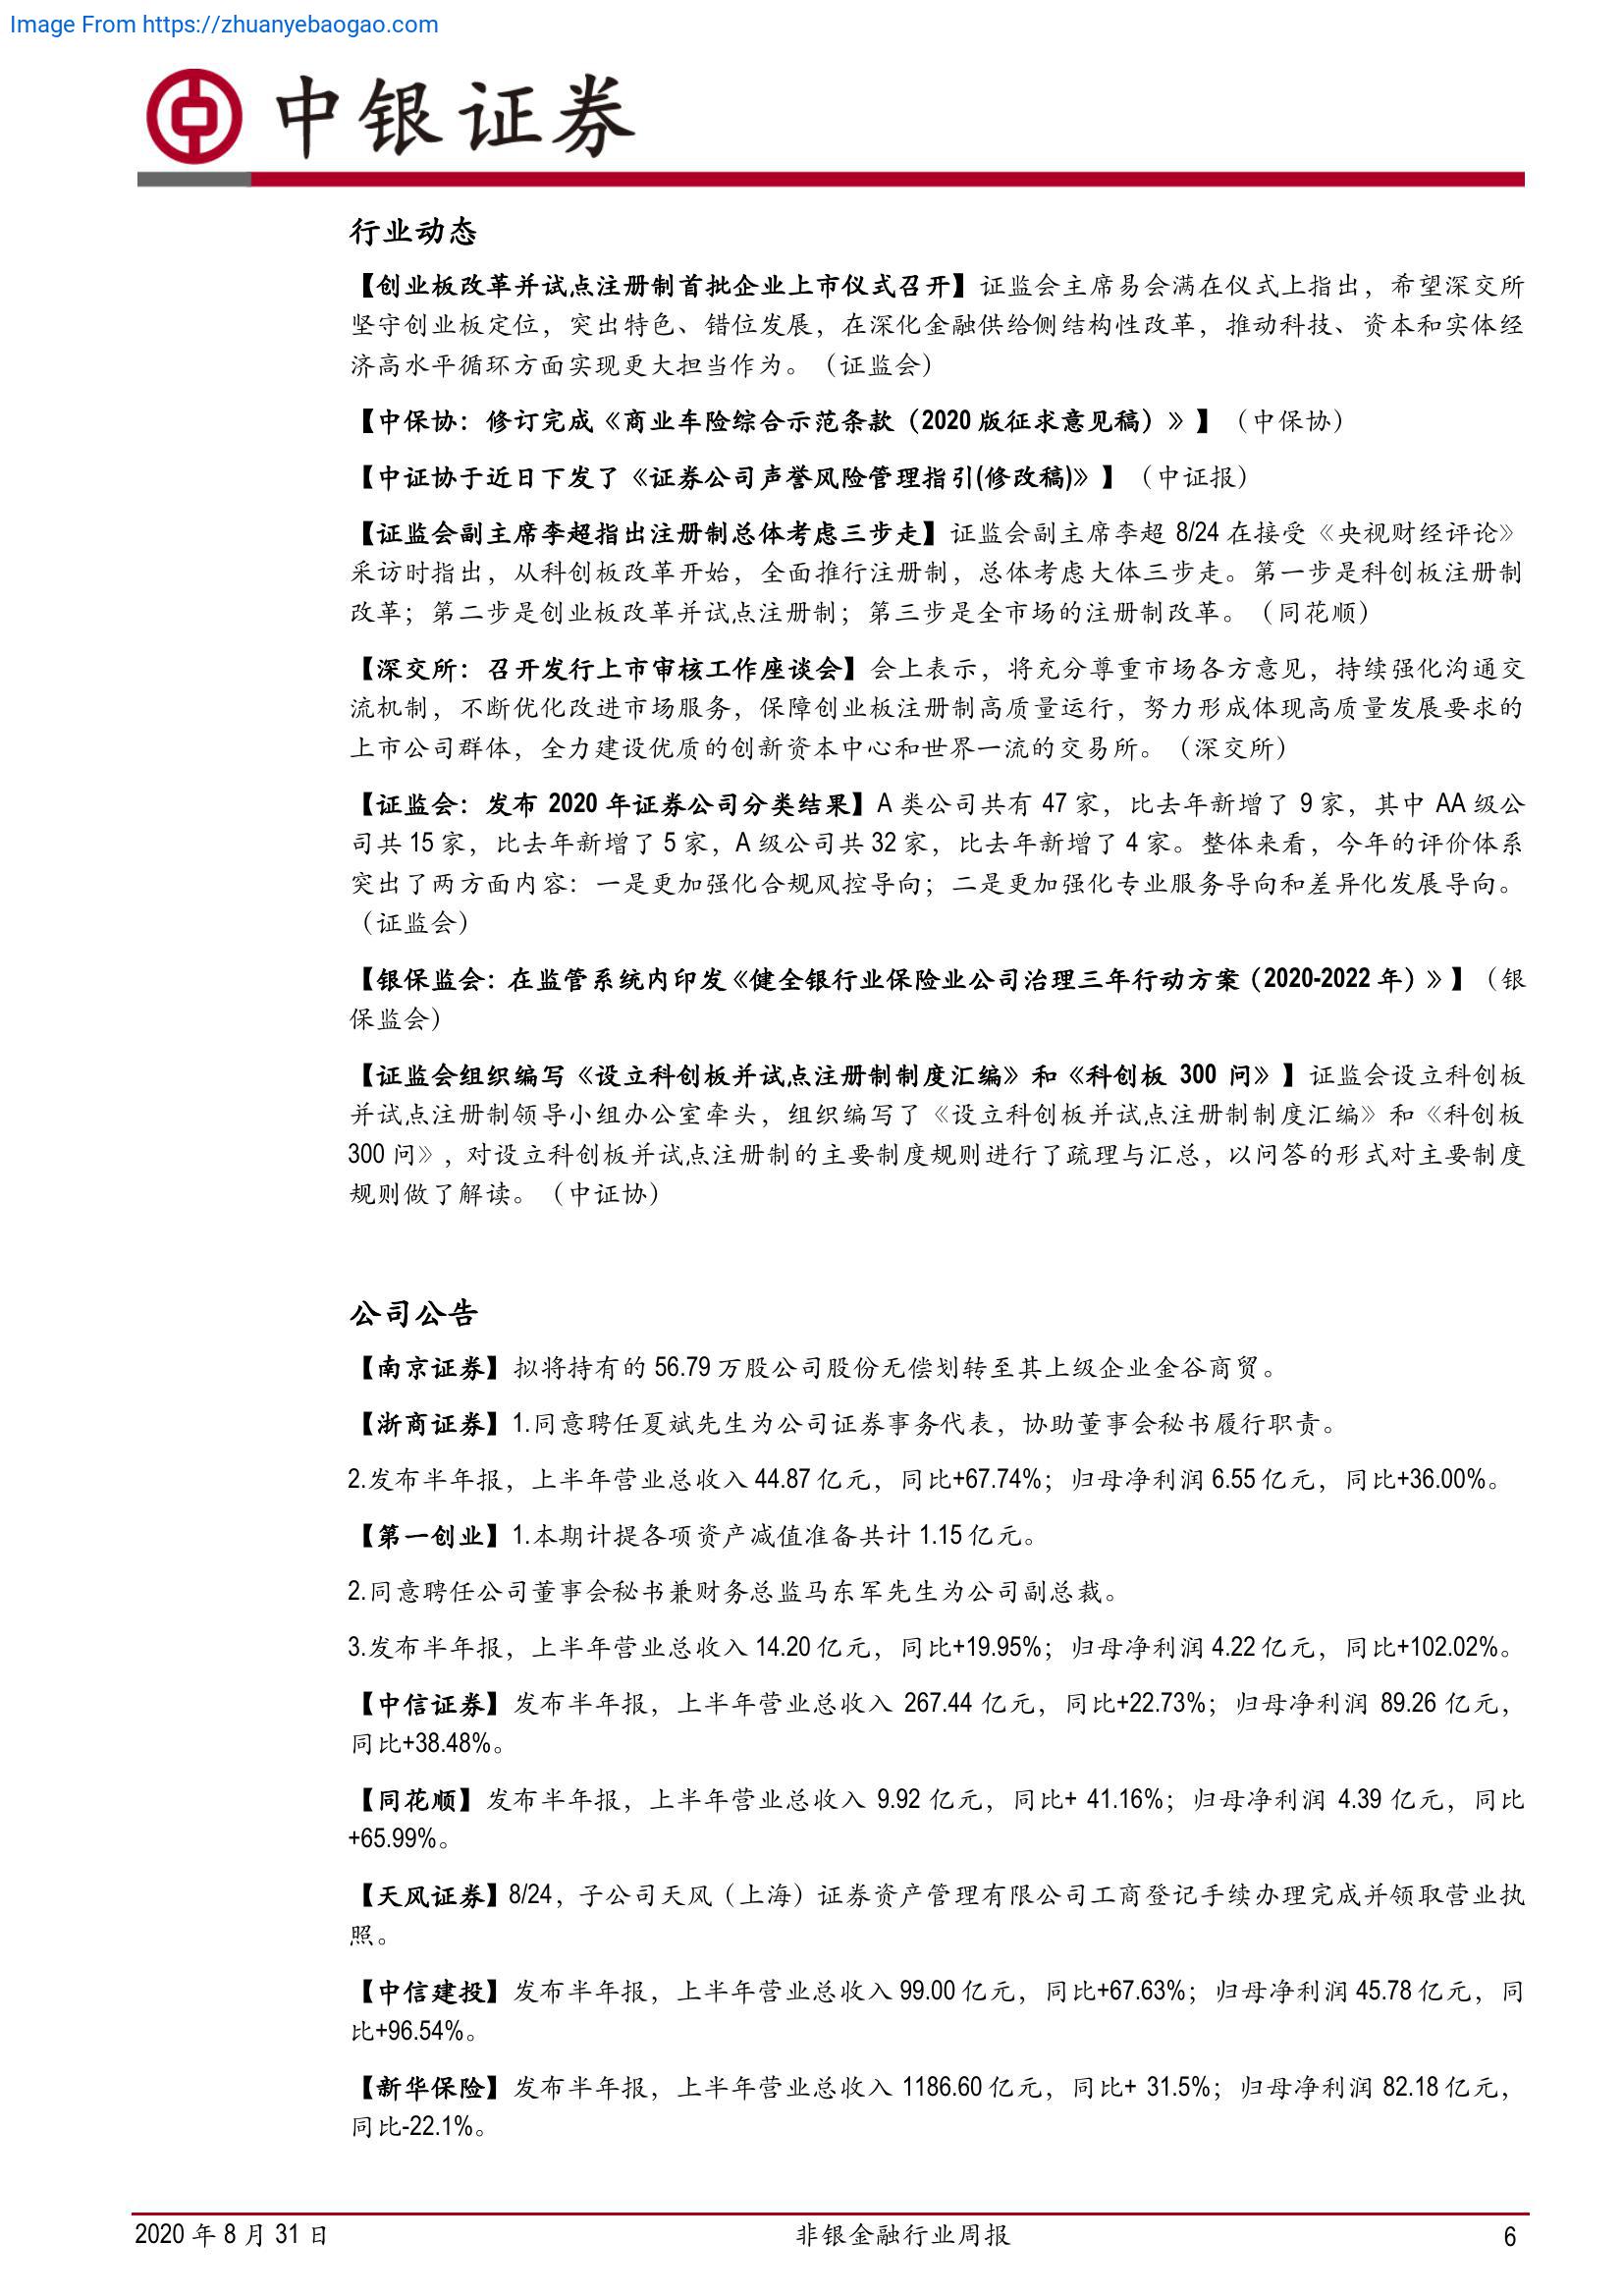 Image From https://zhuanyebaogao.com
中银证券
行业动态
【创业板改革并试点注册制首批企业上市仪式召开】证监会主席易会满在仪式上指出，希望深交所
坚守创业板定位，突出特色、错位发展，在深化金融供给侧结构性改革，推动科技、资本和实体经
济高水平循环方面实现更大担当作为。（证监会）
【中保协：修订完成《商业车险综合示范条款（2020 版征求意见稿）》】（中保协）
【中证协于近日下发了《证券公司声誉风险管理指引(修改稿)》】（中证报）
【证监会副主席李超指出注册制总体考虑三步走】证监会副主席李超 8/24 在接受《央视财经评论》
采访时指出，从科创板改革开始，全面推行注册制，总体考虑大体三步走。第一步是科创板注册制
改革；第二步是创业板改革并试点注册制；第三步是全市场的注册制改革。（同花顺）
【深交所：召开发行上市审核工作座谈会】会上表示，将充分尊重市场各方意见，持续强化沟通交
流机制，不断优化改进市场服务，保障创业板注册制高质量运行，努力形成体现高质量发展要求的
上市公司群体，全力建设优质的创新资本中心和世界一流的交易所。（深交所）
【证监会：发布 2020 年证券公司分类结果】A 类公司共有 47 家，比去年新增了 9 家，其中 AA 级公
司共 15 家，比去年新增了 5 家，A 级公司共 32 家，比去年新增了 4 家。整体来看，今年的评价体系
突出了两方面内容：一是更加强化合规风控导向；二是更加强化专业服务导向和差异化发展导向。
（证监会）
【银保监会：在监管系统内印发《健全银行业保险业公司治理三年行动方案（2020-2022 年）》】（银
保监会）
【证监会组织编写《设立科创板并试点注册制制度汇编》和《科创板 300 问》】证监会设立科创板
并试点注册制领导小组办公室牵头，组织编写了《设立科创板并试点注册制制度汇编》和《科创板
300 问》，对设立科创板并试点注册制的主要制度规则进行了疏理与汇总，以问答的形式对主要制度
规则做了解读。（中证协）
公司公告
【南京证券】拟将持有的 56.79 万股公司股份无偿划转至其上级企业金谷商贸。
【浙商证券】1.同意聘任夏斌先生为公司证券事务代表，协助董事会秘书履行职责。
2.发布半年报，上半年营业总收入 44.87 亿元，同比+67.74%；归母净利润 6.55 亿元，同比+36.00%。
【第一创业】1.本期计提各项资产减值准备共计 1.15 亿元。
2.同意聘任公司董事会秘书兼财务总监马东军先生为公司副总裁。
3.发布半年报，上半年营业总收入 14.20 亿元，同比+19.95%；归母净利润 4.22 亿元，同比+102.02%。
【中信证券】发布半年报，上半年营业总收入 267.44 亿元，同比+22.73%；归母净利润 89.26 亿元，
同比+38.48%。
【同花顺】发布半年报，上半年营业总收入 9.92 亿元，同比+ 41.16%；归母净利润 4.39 亿元，同比
+65.99%。
【天风证券】8/24，子公司天风（上海）证券资产管理有限公司工商登记手续办理完成并领取营业执
照。
【中信建投】发布半年报，上半年营业总收入 99.00 亿元，同比+67.63%；归母净利润 45.78 亿元，同
比+96.54%。
【新华保险】发布半年报，上半年营业总收入 1186.60 亿元，同比+ 31.5%；归母净利润 82.18 亿元，
同比-22.1%。
2020 年 8 月 31 日
非银金融行业周报
6